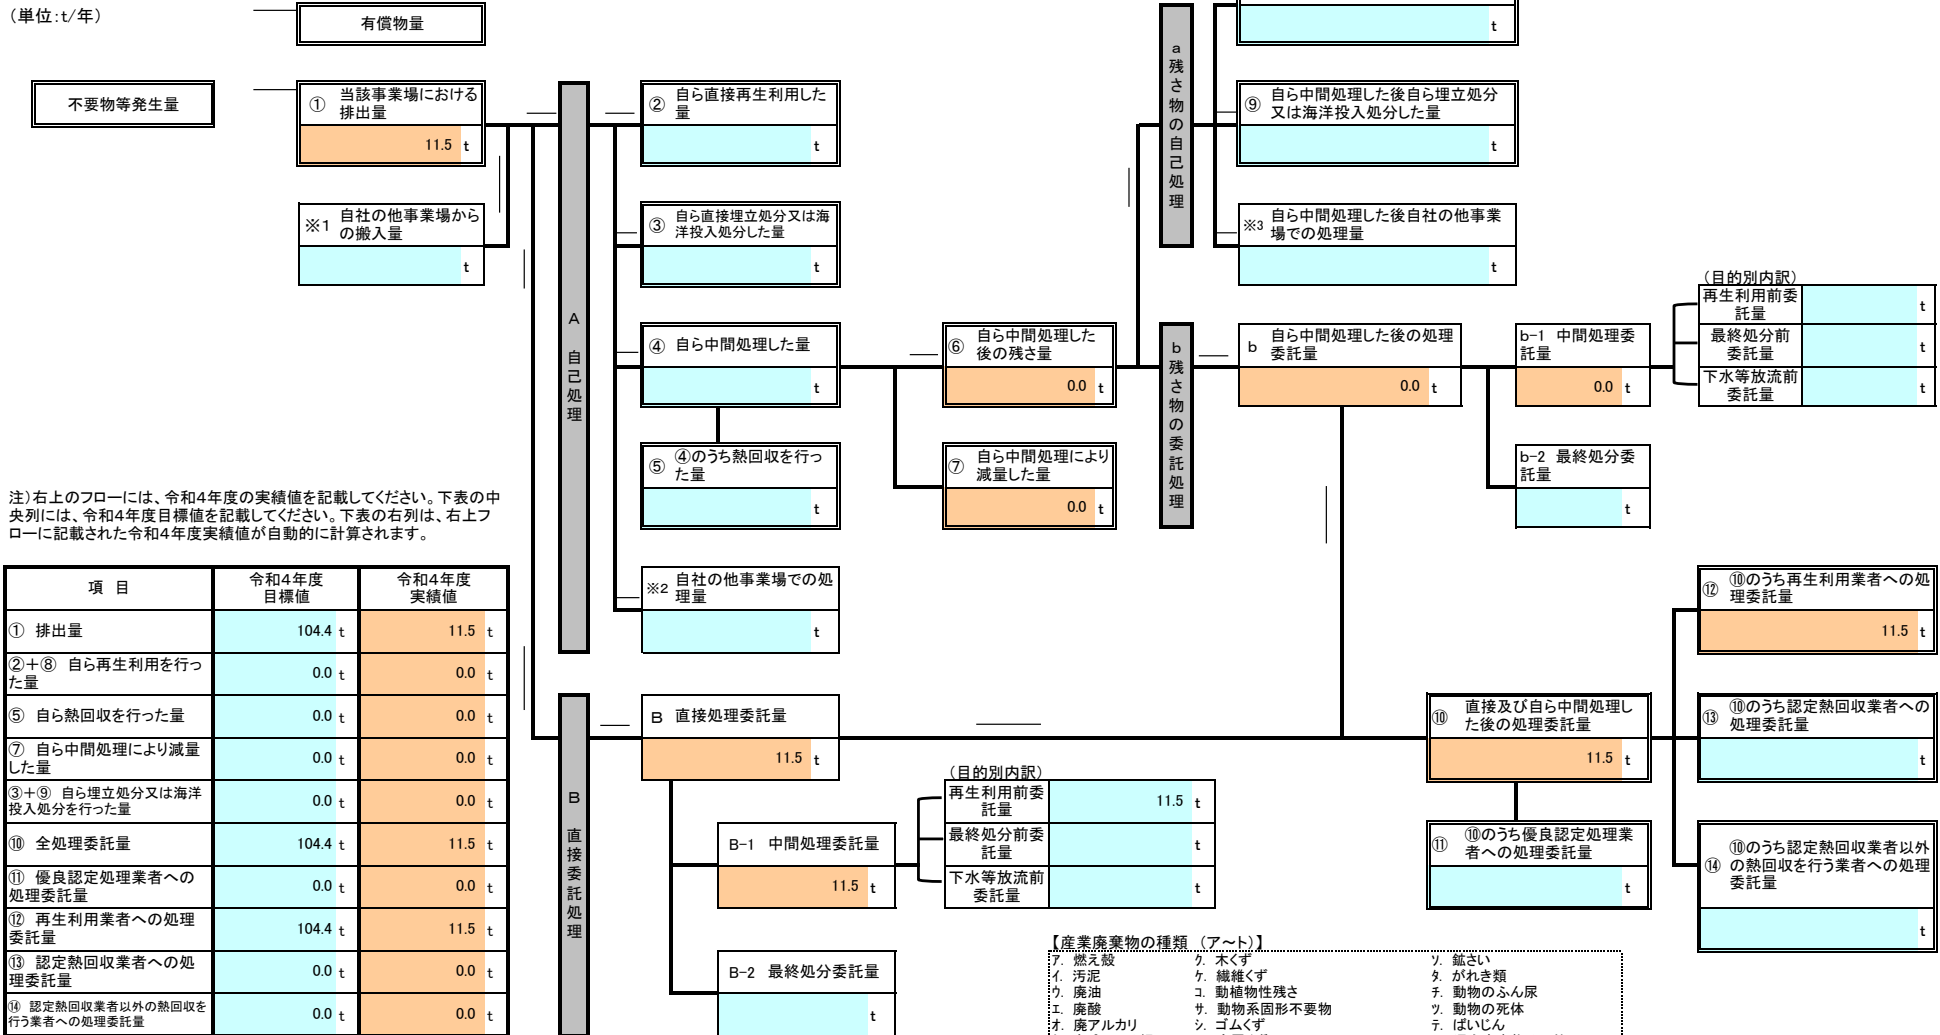 （単位:t/年）
有償物量
t
不要物等発生量
① 当該事業場における
排出量
11.5 t
※1 自社の他事業場から
の搬入量
t
A 自己処理
② 自ら直接再生利用した
量
t
③ 自ら直接埋立処分又は海
洋投入処分した量
t
④ 自ら中間処理した量
t
⑤ ④のうち熱回収を行っ
た量
t
※2 自社の他事業場での処
理量
t
⑥ 自ら中間処理した
後の残さ量
0.0 t
⑦ 自ら中間処理により
減量した量
0.0 t
a 残さ物の自己処理
⑨ 自ら中間処理した後自ら埋立処分
又は海洋投入処分した量
t
※3 自ら中間処理した後自社の他事業
場での処理量
t
b 残さ物の委託処理
b 自ら中間処理した後の処理
委託量
0.0 t
b-1 中間処理委
託量
0.0 t
b-2 最終処分委
託量
t
（目的別内訳）
再生利用前委
託量 t
最終処分前
委託量 t
下水等放流前
委託量 t
注）右上のフローには、令和4年度の実績値を記載してください。下表の中
央列には、令和4年度目標値を記載してください。下表の右列は、右上フ
ローに記載された令和4年度実績値が自動的に計算されます。
項 目 令和4年度
目標値 令和4年度
実績値
① 排出量 104.4 t 11.5 t
②＋⑧ 自ら再生利用を行っ
た量 0.0 t 0.0 t
⑤ 自ら熱回収を行った量 0.0 t 0.0 t
⑦ 自ら中間処理により減量
した量 0.0 t 0.0 t
③＋⑨ 自ら埋立処分又は海洋
投入処分を行った量 0.0 t 0.0 t
⑩ 全処理委託量 104.4 t 11.5 t
⑪ 優良認定処理業者への
処理委託量 0.0 t 0.0 t
⑫ 再生利用業者への処理
委託量 104.4 t 11.5 t
⑬ 認定熱回収業者への処
理委託量 0.0 t 0.0 t
⑭ 認定熱回収業者以外の熱回収を
行う業者への処理委託量 0.0 t 0.0 t
B 直接委託処理
B 直接処理委託量
11.5 t
B-1 中間処理委託量
11.5 t
B-2 最終処分委託量
t
（目的別内訳）
再生利用前委
託量 11.5 t
最終処分前委
託量 t
下水等放流前
委託量 t
⑩ 直接及び自ら中間処理し
た後の処理委託量
11.5 t
⑪ ⑩のうち優良認定処理業
者への処理委託量
t
⑫ ⑩のうち再生利用業者への処
理委託量
11.5 t
⑬ ⑩のうち認定熱回収業者への
処理委託量
t
⑭ ⑩のうち認定熱回収業者以外
の熱回収を行う業者への処理
委託量
t
【産業廃棄物の種類 （ア～ト）】
ア. 燃え殻 ク. 木くず ソ. 鉱さい
イ. 汚泥 ケ. 繊維くず タ. がれき類
ウ. 廃油 コ. 動植物性残さ チ. 動物のふん尿
エ. 廃酸 サ. 動物系固形不要物 ツ. 動物の死体
オ. 廃アルカリ シ. ゴムくず テ. ばいじん